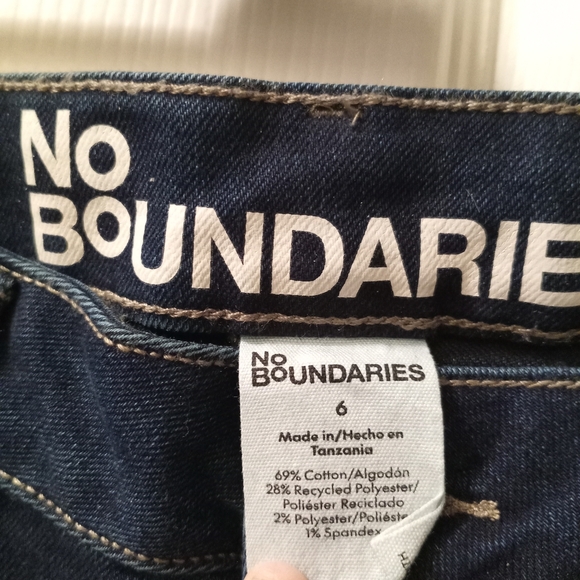 No
BOUNDARIE
No
BOUNDARIES
6
Made in/Hecho en
Tanzania
69% Cotton/Algodón
28% Recycled Polyester/
Poliéster Reciclado
2% Polyester/Poliéste
1% Spandex